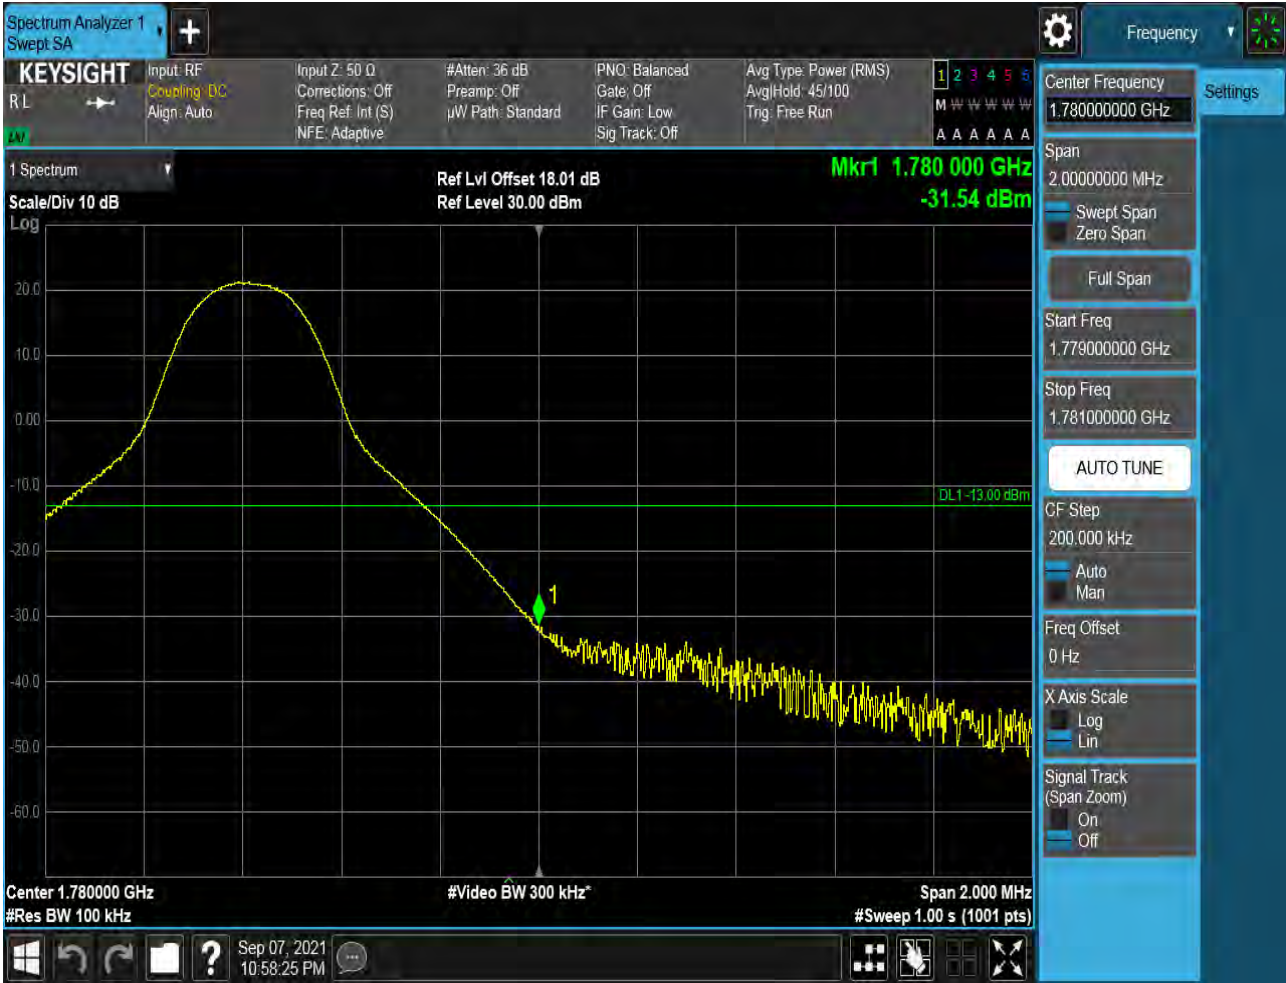 Spectrum Analyzer 1
Swept SA
+
Frequency
KEYSIGHT
R L
LXI
Input: RF
Coupling: DC
Align: Auto
Input Z: 50 Ω
Corrections: Off
Freq Ref: Int (S)
NFE: Adaptive
#Atten: 36 dB
Preamp: Off
µW Path: Standard
PNO: Balanced
Gate: Off
IF Gain: Low
Sig Track: Off
Avg Type: Power (RMS)
Avg|Hold: 45/100
Trig: Free Run
1 2 3 4 5 6
M W W W W W
A A A A A A
1 Spectrum
Scale/Div 10 dB
Log
Ref Lvl Offset 18.01 dB
Ref Level 30.00 dBm
Mkr1 1.780 000 GHz
-31.54 dBm
20.0
10.0
0.00
-10.0
-20.0
-30.0
-40.0
-50.0
-60.0
DL1 -13.00 dBm
1
Center 1.780000 GHz
#Res BW 100 kHz
#Video BW 300 kHz*
Span 2.000 MHz
#Sweep 1.00 s (1001 pts)
Center Frequency
1.780000000 GHz
Settings
Span
2.00000000 MHz
Swept Span
Zero Span
Full Span
Start Freq
1.779000000 GHz
Stop Freq
1.781000000 GHz
AUTO TUNE
CF Step
200.000 kHz
Auto
Man
Freq Offset
0 Hz
X Axis Scale
Log
Lin
Signal Track
(Span Zoom)
On
Off
?
Sep 07, 2021
10:58:25 PM